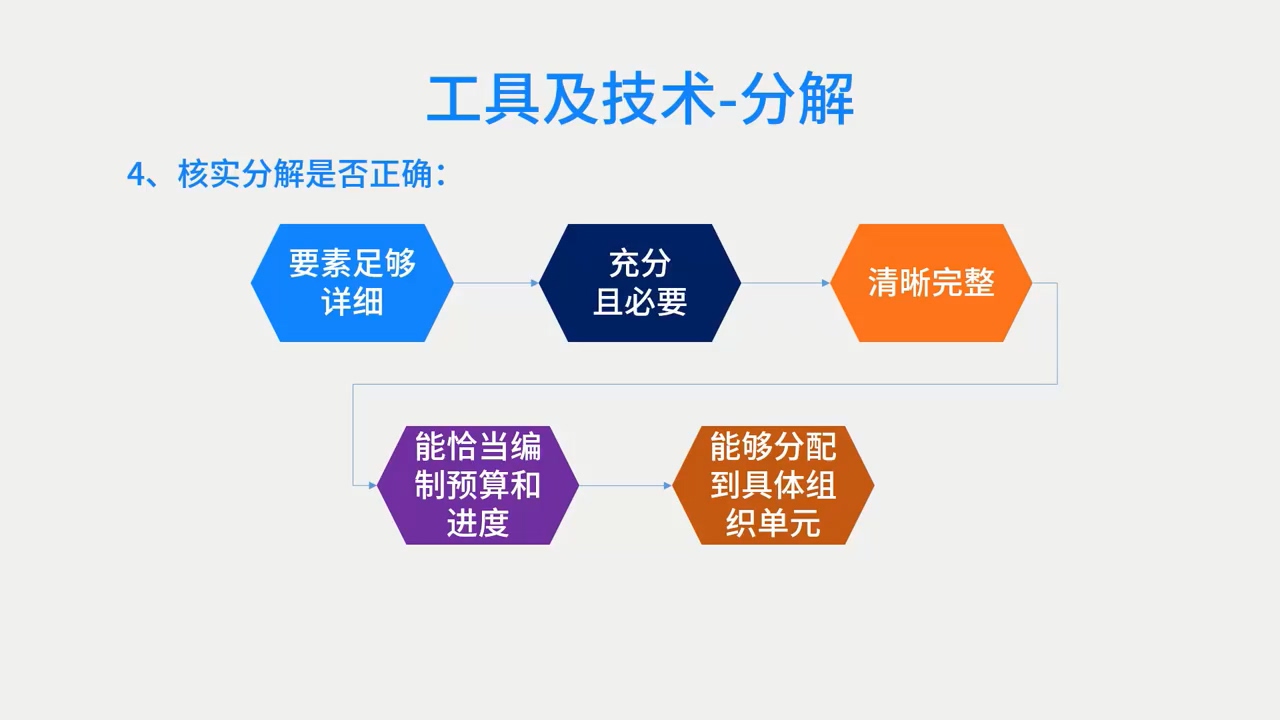 工具及技术-分解
4、核实分解是否正确：
要素足够
详细
充分
且必要
清晰完整
能恰当编
制预算和
进度
能够分配
到具体组
织单元